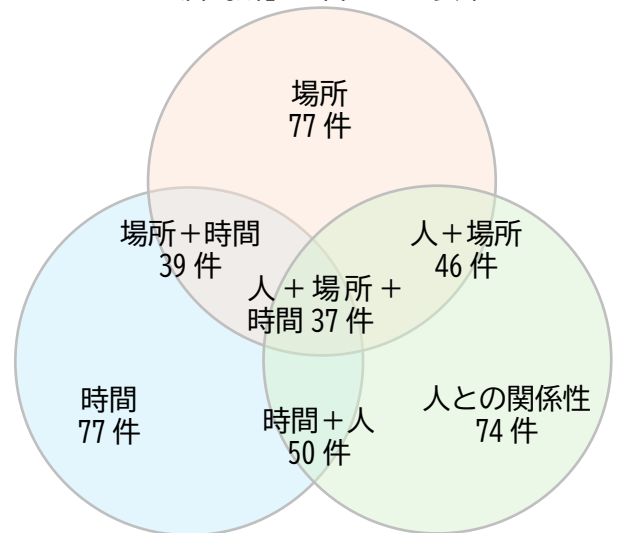 場所
77 件
場所＋時間
39 件
人＋場所
46 件
人＋場所＋
時間 37 件
時間
77 件
時間＋人
50 件
人との関係性
74 件